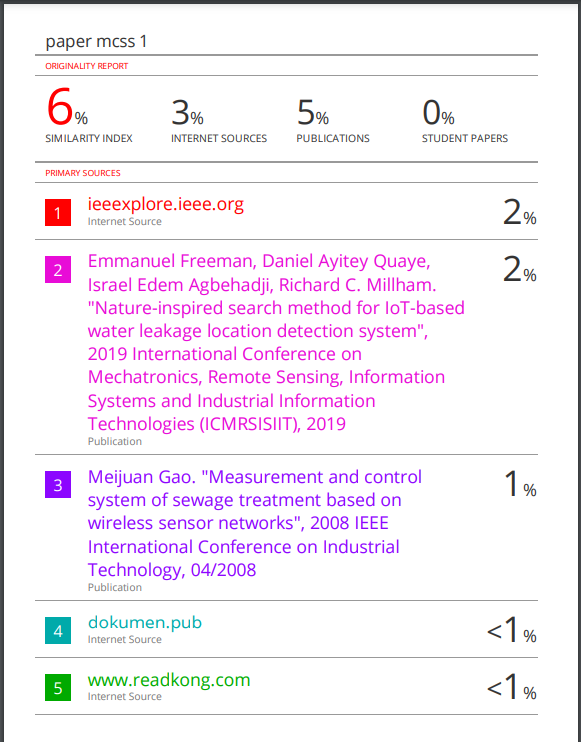 paper mcss 1
ORIGINALITY REPORT
6%
3%
5%
0%
SIMILARITY INDEX
INTERNET SOURCES
PUBLICATIONS
STUDENT PAPERS
PRIMARY SOURCES
1
ieeexplore.ieee.org
Internet Source
2%
2
Emmanuel Freeman, Daniel Ayitey Quaye,
Israel Edem Agbehadji, Richard C. Millham.
"Nature-inspired search method for IoT-based
water leakage location detection system",
2019 International Conference on
Mechatronics, Remote Sensing, Information
Systems and Industrial Information
Technologies (ICMRSISIIT), 2019
Publication
2%
3
Meijuan Gao. "Measurement and control
system of sewage treatment based on
wireless sensor networks", 2008 IEEE
International Conference on Industrial
Technology, 04/2008
Publication
1%
4
dokumen.pub
Internet Source
<1%
5
www.readkong.com
Internet Source
<1%